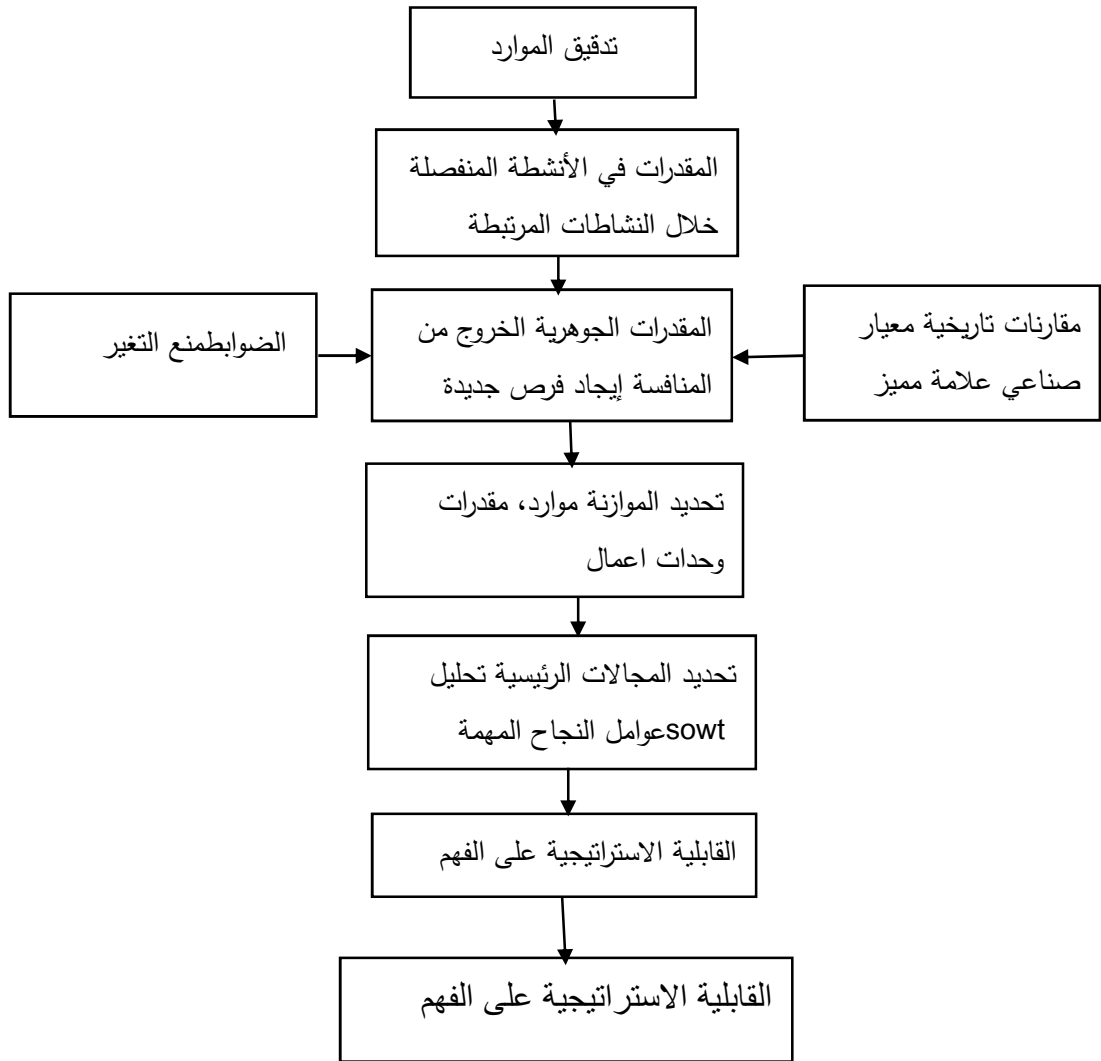 تدقيق الموارد
المقدرات في الأنشطة المنفصلة
خلال النشاطات المرتبطة
مقارنات تاريخية معيار
صناعي علامة مميز
المقدرات الجوهرية الخروج من
المنافسة إيجاد فرص جديدة
الضوابطمنع التغير
تحديد الموازنة موارد، مقدرات
وحدات اعمال
تحديد المجالات الرئيسية تحليل
sowtعوامل النجاح المهمة
القابلية الاستراتيجية على الفهم
القابلية الاستراتيجية على الفهم